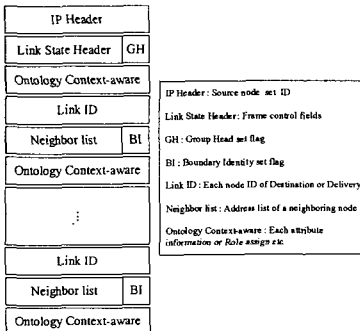 IP Header
Link State Header GH
Ontology Context-aware
Link ID
Neighbor list BI
Ontology Context-aware
⋮
Link ID
Neighbor list BI
Ontology Context-aware
IP Header : Source node set ID
Link State Header: Frame control fields
GH : Group Head set flag
BI : Boundary Identity set flag
Link ID : Each node ID of Destination or Delivery
Neighbor list : Address list of a neighboring node
Ontology Context-aware : Each attribute
information or Role assign etc